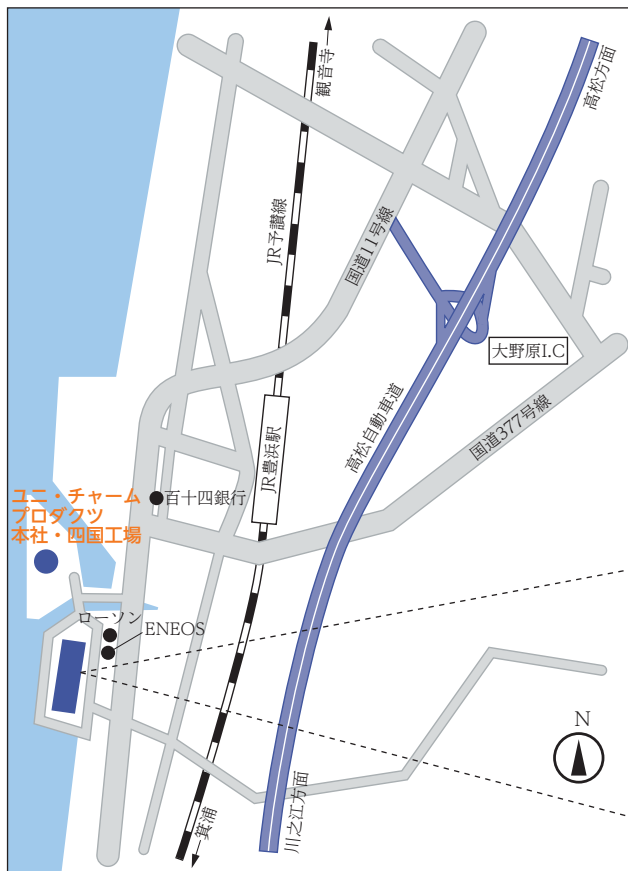 観音寺
高松方面
JR予讃線
国道11号線
大野原I.C
高松自動車道
国道377号線
JR豊浜駅
ユニ・チャーム
プロダクツ
本社・四国工場
百十四銀行
ローソン
ENEOS
N
川之江方面
箕浦